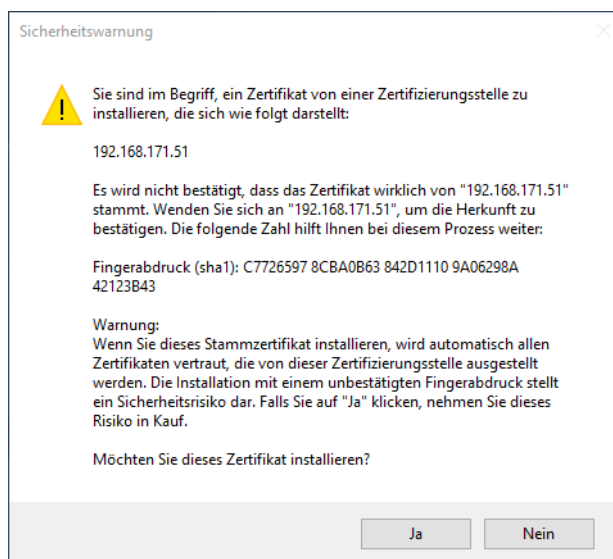 Sicherheitswarnung
Sie sind im Begriff, ein Zertifikat von einer Zertifizierungsstelle zu
installieren, die sich wie folgt darstellt:
192.168.171.51
Es wird nicht bestätigt, dass das Zertifikat wirklich von "192.168.171.51"
stammt. Wenden Sie sich an "192.168.171.51", um die Herkunft zu
bestätigen. Die folgende Zahl hilft Ihnen bei diesem Prozess weiter:
Fingerabdruck (sha1): C7726597 8CBA0B63 842D1110 9A06298A
42123B43
Warnung:
Wenn Sie dieses Stammzertifikat installieren, wird automatisch allen
Zertifikaten vertraut, die von dieser Zertifizierungsstelle ausgestellt
werden. Die Installation mit einem unbestätigten Fingerabdruck stellt
ein Sicherheitsrisiko dar. Falls Sie auf "Ja" klicken, nehmen Sie dieses
Risiko in Kauf.
Möchten Sie dieses Zertifikat installieren?
Ja
Nein